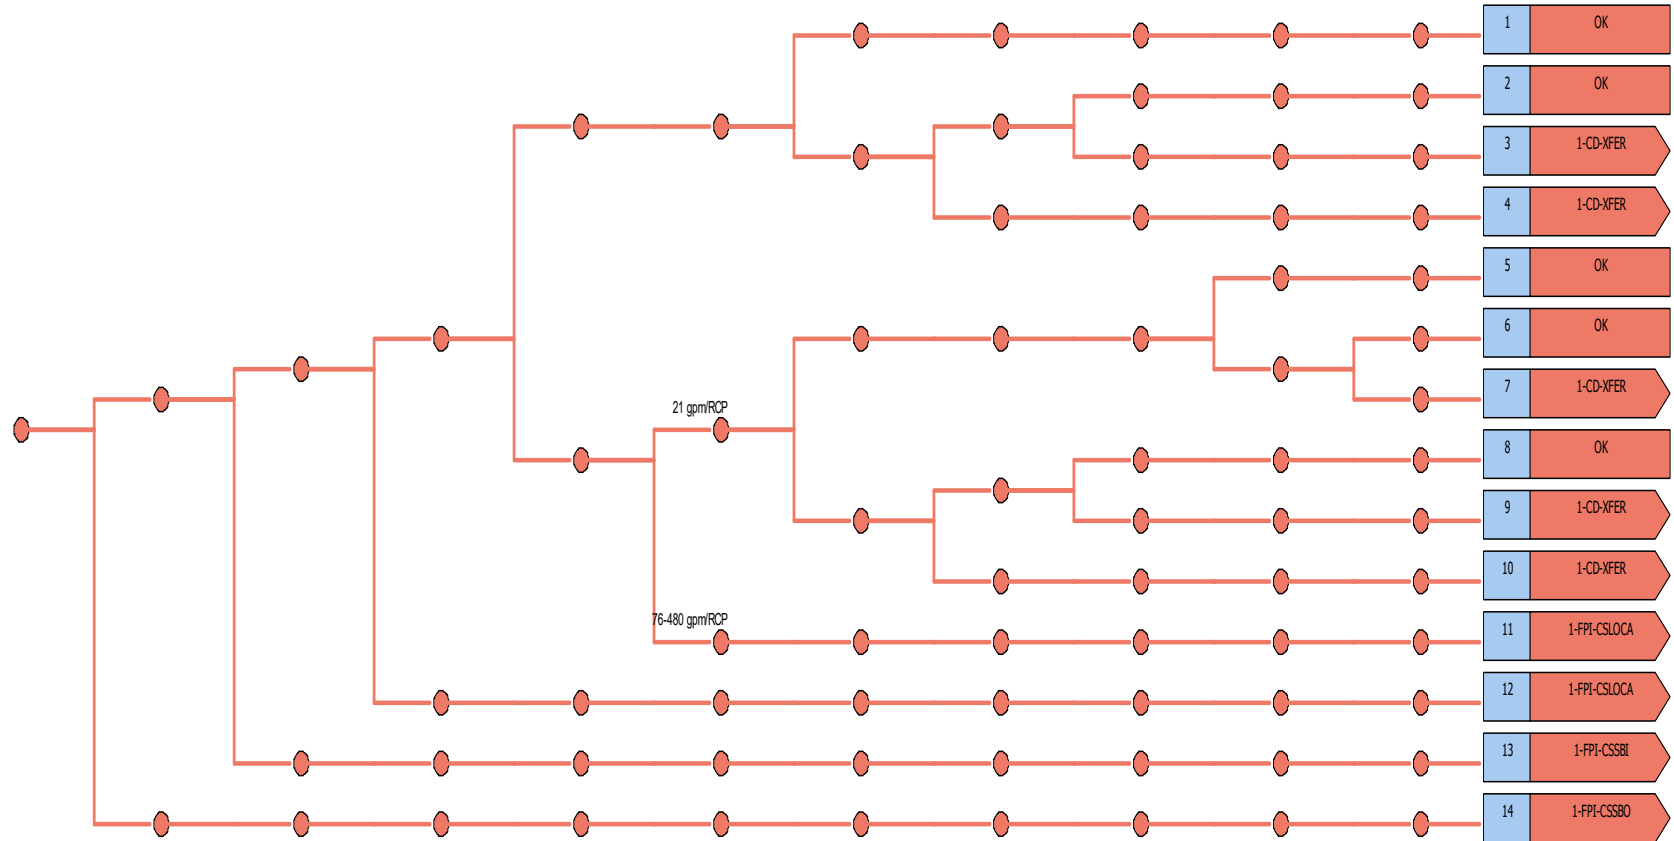 1 OK
2 OK
3 1-CD-XFER
4 1-CD-XFER
5 OK
6 OK
7 1-CD-XFER
21 gpm/RCP
8 OK
9 1-CD-XFER
10 1-CD-XFER
76-480 gpm/RCP
11 1-FPI-CSLOCA
12 1-FPI-CSLOCA
13 1-FPI-CSSBI
14 1-FPI-CSSBO